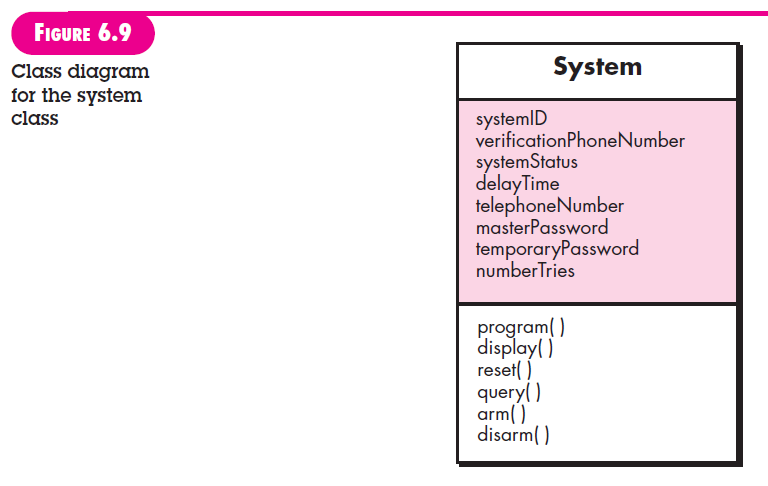 FIGURE 6.9
Class diagram
for the system
class
System
systemID
verificationPhoneNumber
systemStatus
delayTime
telephoneNumber
masterPassword
temporaryPassword
numberTries
program( )
display( )
reset( )
query( )
arm( )
disarm( )